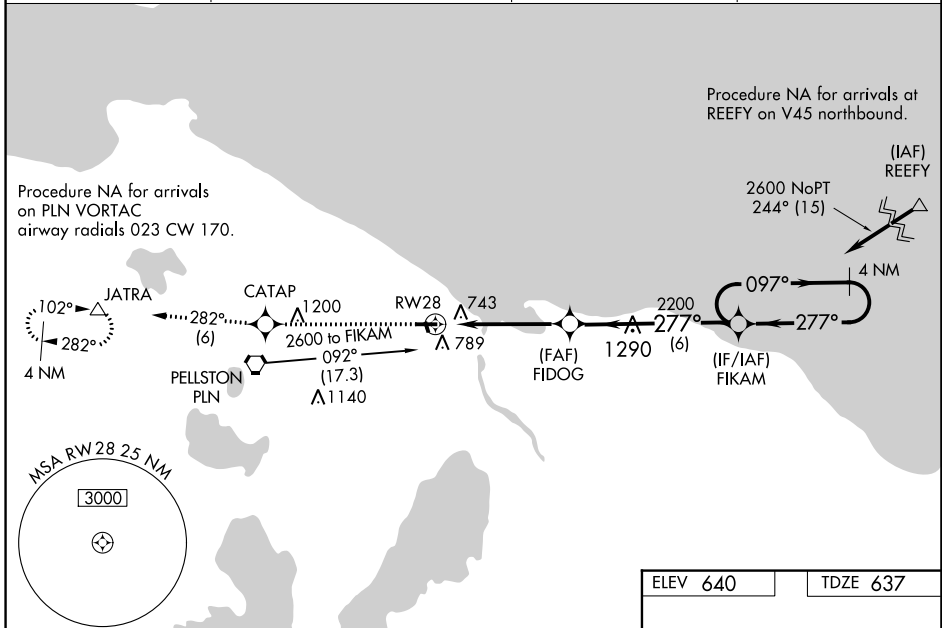 Procedure NA for arrivals at
REEFY on V45 northbound.
(IAF)
REEFY
2600 NoPT
244° (15)
Procedure NA for arrivals
on PLN VORTAC
airway radials 023 CW 170.
4 NM
097°
102°
JATRA
CATAP
1200
RW28
743
2200
282°
(6)
277°
277°
282°
2600 to FIKAM
789
(6)
092°
(FAF)
1290
(IF/IAF)
4 NM
PELLSTON
(17.3)
FIDOG
FIKAM
PLN
1140
MSA RW 28 25 NM
3000
ELEV 640
TDZE 637